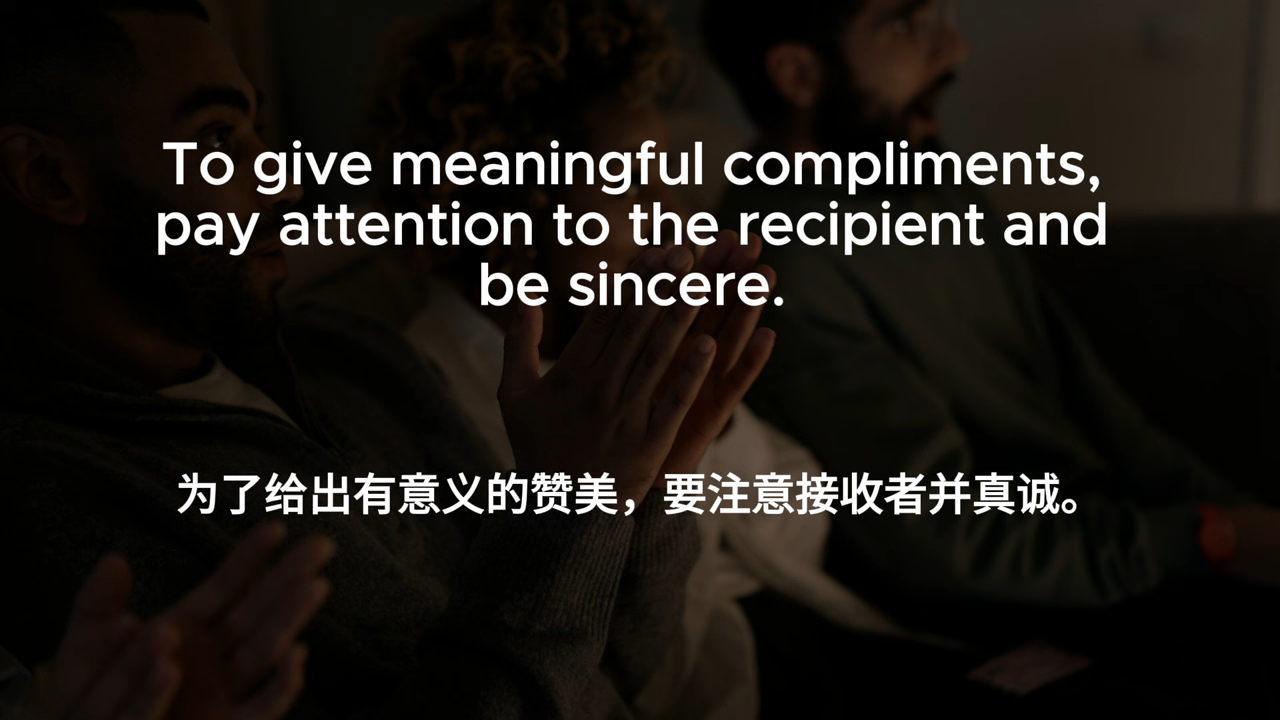 To give meaningful compliments,
pay attention to the recipient and
be sincere.
为了给出有意义的赞美，要注意接收者并真诚。